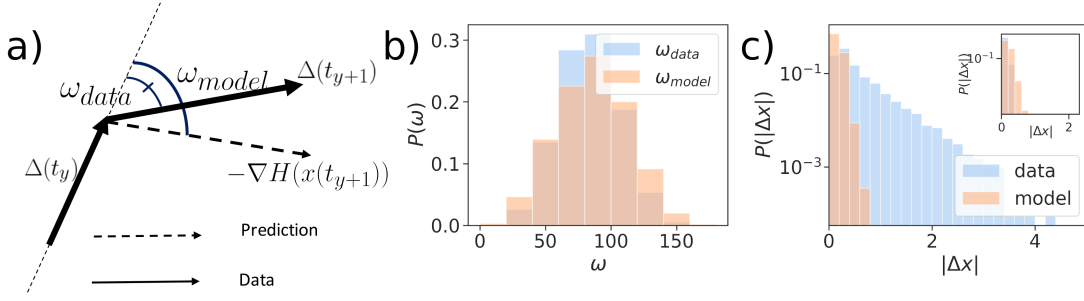 a)
ω_data
ω_model
Δ(t_{y+1})
Δ(t_y)
−∇H(x(t_{y+1}))
Prediction
Data
b)
P(ω)
0.3
0.2
0.1
0.0
ω_data
ω_model
0 50 100 150
ω
c)
P(|Δx|)
10⁻¹
10⁻³
P(|Δx|)
10⁻¹
0 2
|Δx|
data
model
0 2 4
|Δx|